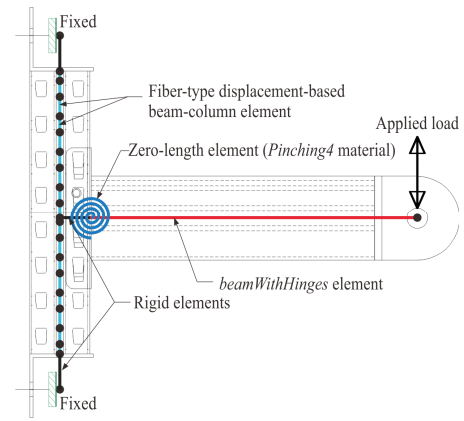 Fixed
Fiber-type displacement-based
beam-column element
Applied load
Zero-length element (Pinching4 material)
beamWithHinges element
Rigid elements
Fixed